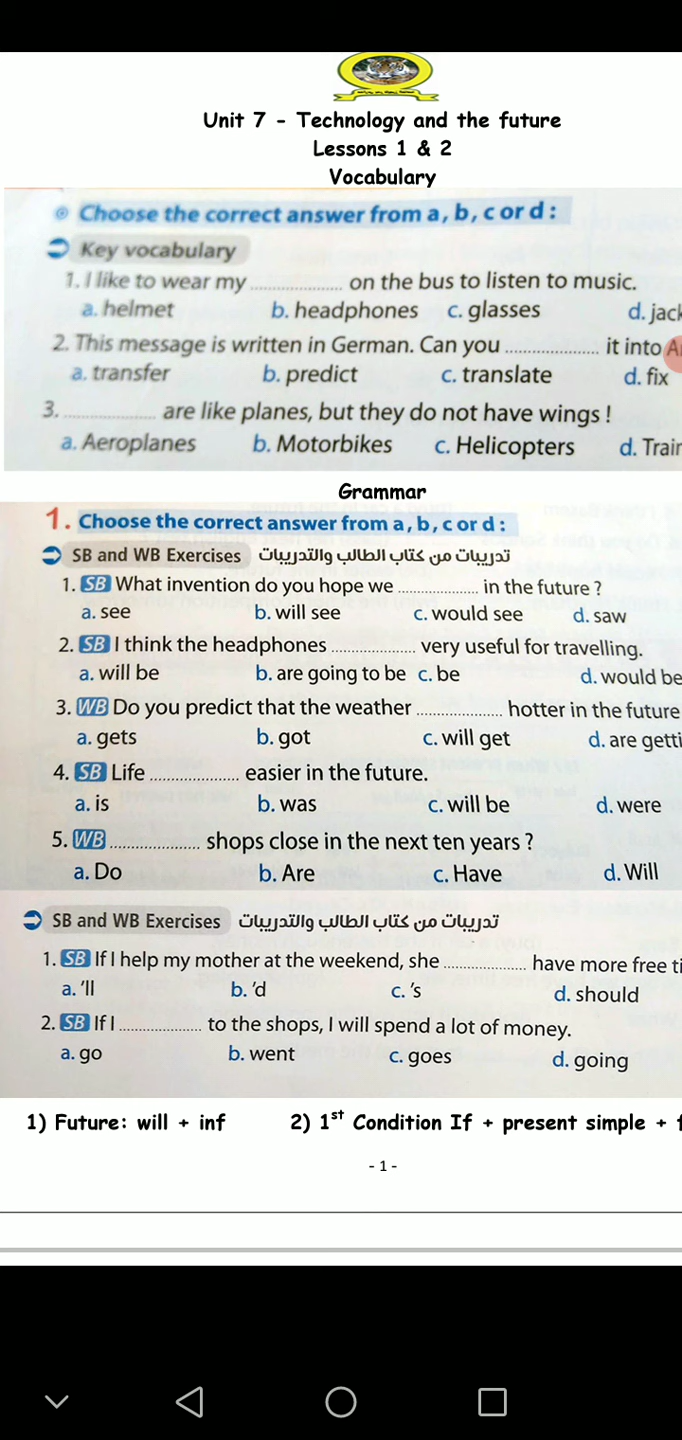 Unit 7 - Technology and the future
Lessons 1 & 2
Vocabulary
Choose the correct answer from a, b, c or d :
Key vocabulary
1. I like to wear my .................... on the bus to listen to music.
a. helmet b. headphones c. glasses d.
2. This message is written in German. Can you .................... it into
a. transfer b. predict c. translate d. fix
3. .................... are like planes, but they do not have wings !
a. Aeroplanes b. Motorbikes c. Helicopters d.
Grammar
1. Choose the correct answer from a, b, c or d :
SB and WB Exercises تدريبات من كتاب الطالب والتدريبات
1. SB What invention do you hope we .................... in the future ?
a. see b. will see c. would see d. saw
2. SB I think the headphones .................... very useful for travelling.
a. will be b. are going to be c. be d. would be
3. WB Do you predict that the weather .................... hotter in the future
a. gets b. got c. will get d. are
4. SB Life .................... easier in the future.
a. is b. was c. will be d. were
5. WB .................... shops close in the next ten years ?
a. Do b. Are c. Have d. Will
SB and WB Exercises تدريبات من كتاب الطالب والتدريبات
1. SB If I help my mother at the weekend, she .................... have more free
a. 'll b. 'd c. 's d. should
2. SB If I .................... to the shops, I will spend a lot of money.
a. go b. went c. goes d. going
1) Future: will + inf 2) 1st Condition If + present simple +
- 1 -